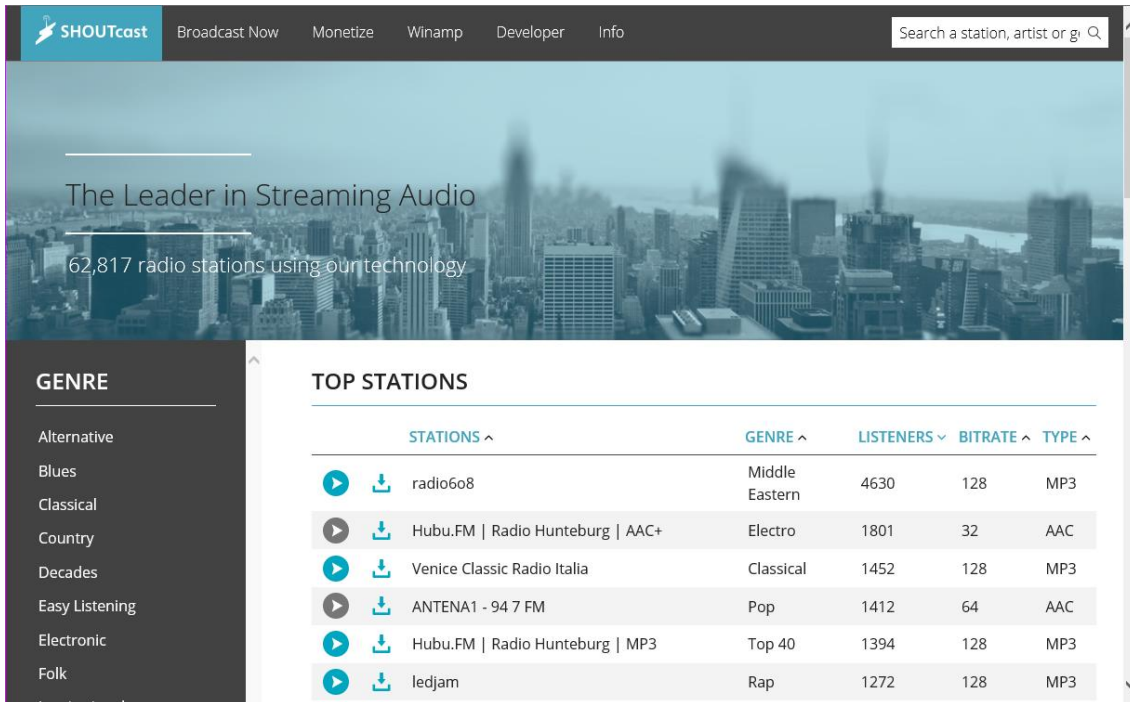 SHOUTcast Broadcast Now Monetize Winamp Developer Info Search a station, artist or g
The Leader in Streaming Audio
62,817 radio stations using our technology
GENRE
Alternative
Blues
Classical
Country
Decades
Easy Listening
Electronic
Folk
TOP STATIONS
STATIONS GENRE LISTENERS BITRATE TYPE
radio6o8 Middle Eastern 4630 128 MP3
Hubu.FM | Radio Hunteburg | AAC+ Electro 1801 32 AAC
Venice Classic Radio Italia Classical 1452 128 MP3
ANTENA1 - 94 7 FM Pop 1412 64 AAC
Hubu.FM | Radio Hunteburg | MP3 Top 40 1394 128 MP3
ledjam Rap 1272 128 MP3